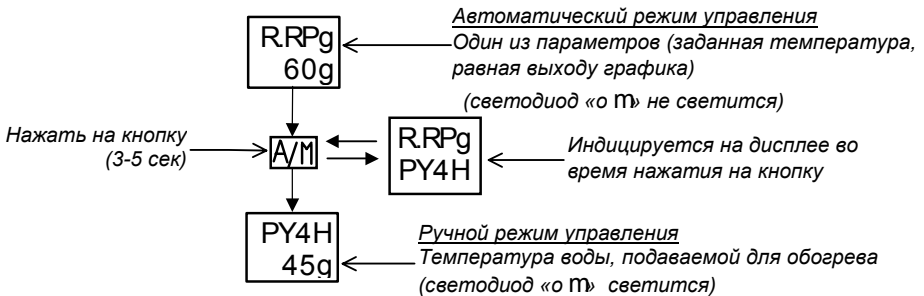 Автоматический режим управления
R.RPg
60g
Один из параметров (заданная температура,
равная выходу графика)
(светодиод «о m» не светится)
Нажать на кнопку
(3-5 сек)
A/M
R.RPg
PY4H
Индицируется на дисплее во
время нажатия на кнопку
PY4H
45g
Ручной режим управления
Температура воды, подаваемой для обогрева
(светодиод «о m» светится)